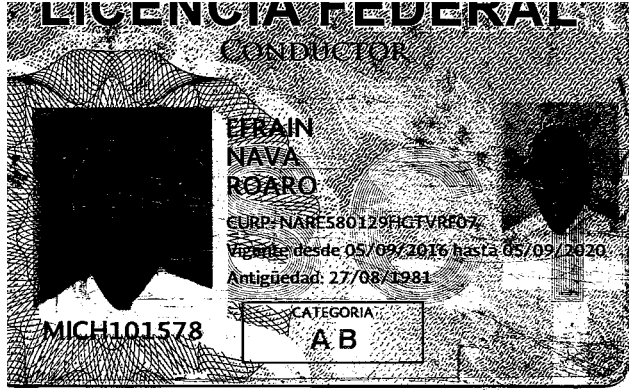 LICENCIA FEDERAL
CONDUCTOR
EFRAIN
NAVA
ROARO
CURP: NARE580129HGTVRF07
Vigente desde 05/09/2016 hasta 05/09/2020
Antigüedad: 27/08/1981
MICH101578
CATEGORIA
A B